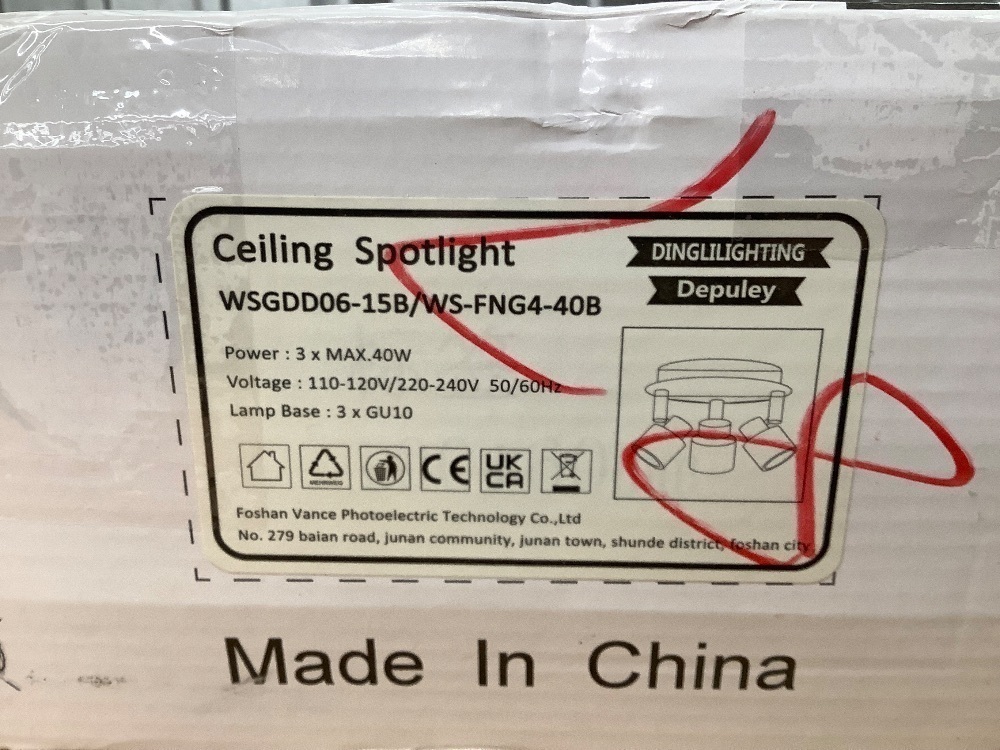 Ceiling Spotlight
WSGDD06-15B/WS-FNG4-40B
DINGLILIGHTING
Depuley
Power : 3 x MAX.40W
Voltage : 110-120V/220-240V 50/60Hz
Lamp Base : 3 x GU10
MEHRWEG
CE
UK
CA
Foshan Vance Photoelectric Technology Co.,Ltd
No. 279 baian road, junan community, junan town, shunde district, foshan city
Made In China